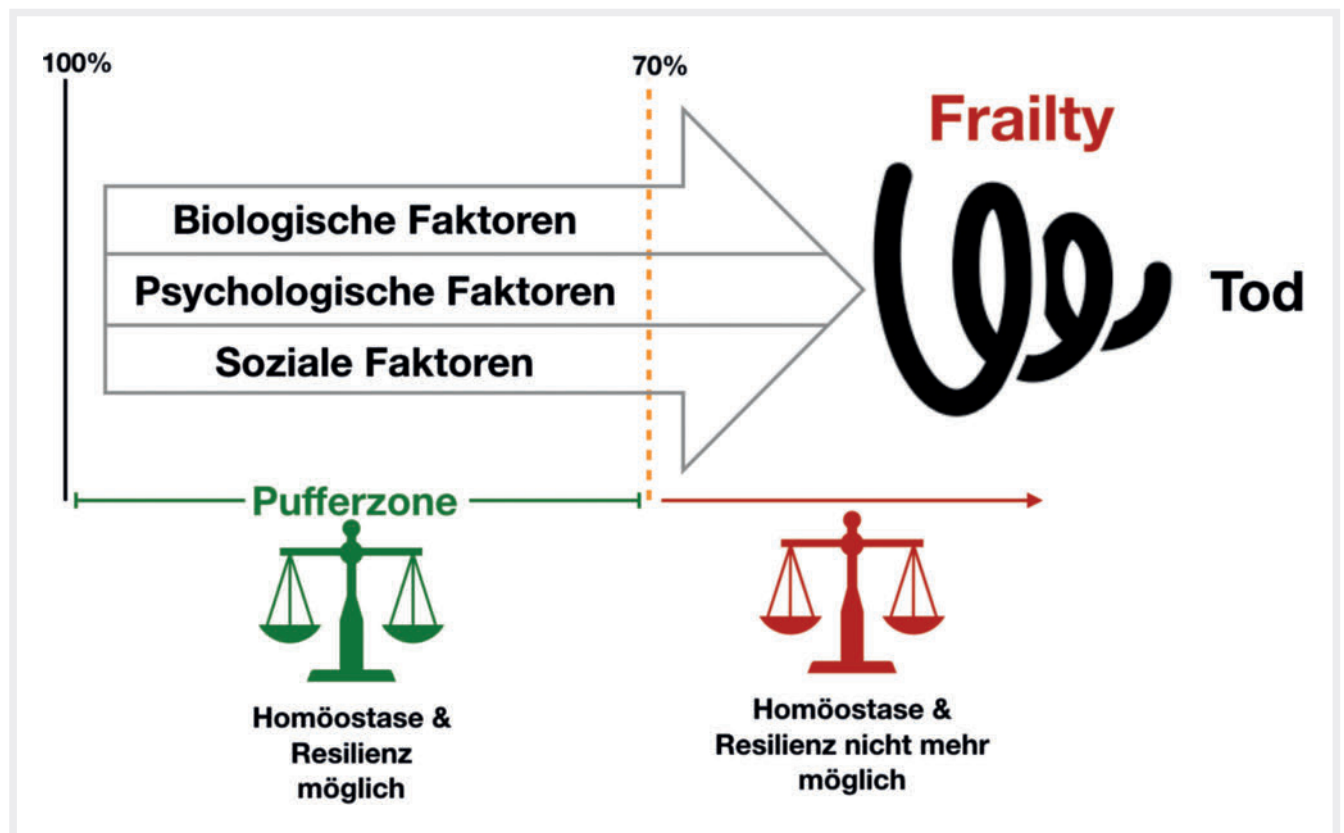 100%
70%
Frailty
Biologische Faktoren
Psychologische Faktoren
Soziale Faktoren
Tod
Pufferzone
Homöostase &
Resilienz
möglich
Homöostase &
Resilienz nicht mehr
möglich